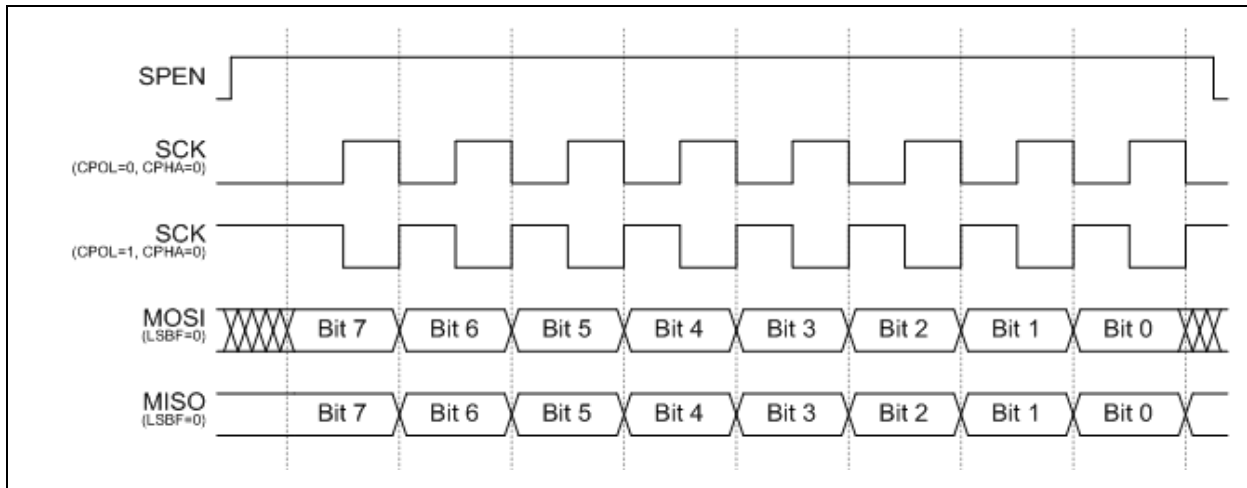 SPEN
SCK
(CPOL=0, CPHA=0)
SCK
(CPOL=1, CPHA=0)
MOSI
(LSBF=0)
Bit 7 Bit 6 Bit 5 Bit 4 Bit 3 Bit 2 Bit 1 Bit 0
MISO
(LSBF=0)
Bit 7 Bit 6 Bit 5 Bit 4 Bit 3 Bit 2 Bit 1 Bit 0